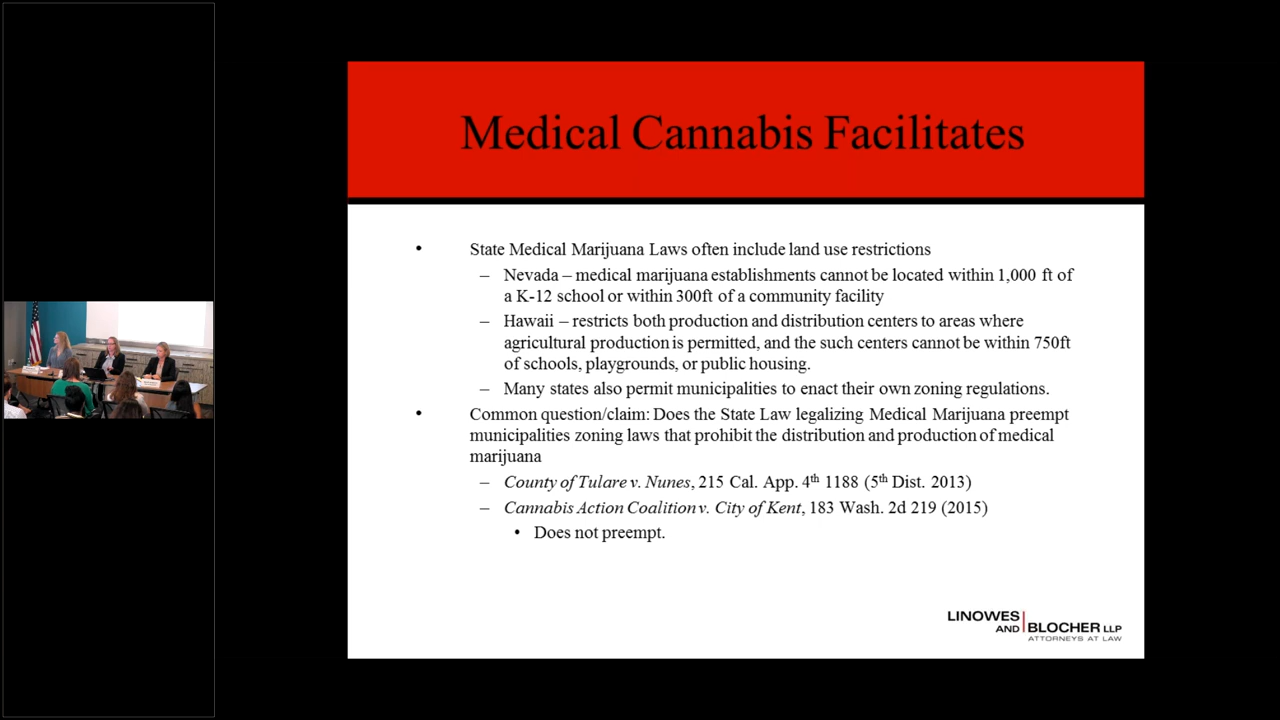 Medical Cannabis Facilitates
• State Medical Marijuana Laws often include land use restrictions
– Nevada – medical marijuana establishments cannot be located within 1,000 ft of
a K-12 school or within 300ft of a community facility
– Hawaii – restricts both production and distribution centers to areas where
agricultural production is permitted, and the such centers cannot be within 750ft
of schools, playgrounds, or public housing.
– Many states also permit municipalities to enact their own zoning regulations.
• Common question/claim: Does the State Law legalizing Medical Marijuana preempt
municipalities zoning laws that prohibit the distribution and production of medical
marijuana
– County of Tulare v. Nunes, 215 Cal. App. 4th 1188 (5th Dist. 2013)
– Cannabis Action Coalition v. City of Kent, 183 Wash. 2d 219 (2015)
• Does not preempt.
LINOWES
AND BLOCHER LLP
ATTORNEYS AT LAW